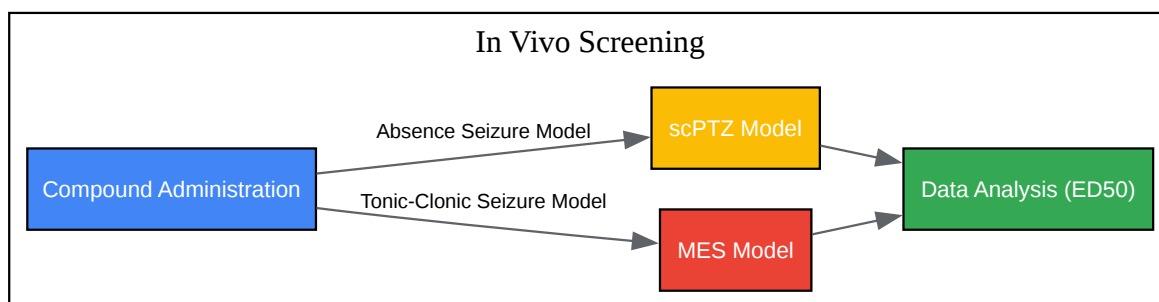 In Vivo Screening
Absence Seizure Model
scPTZ Model
Compound Administration
Data Analysis (ED50)
Tonic-Clonic Seizure Model
MES Model